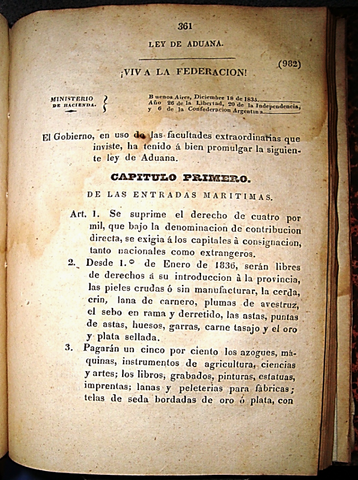 361
LEY DE ADUANA.
(982)
¡VIVA LA FEDERACION!
MINISTERIO
DE HACIENDA.
Buenos Aires, Diciembre 18 de 1835.
Año 26 de la Libertad, 20 de la Independencia,
y 6 de la Confederacion Argentina.
El Gobierno, en uso de las facultades extraordinarias que
inviste, ha tenido á bien promulgar la siguien-
te ley de Aduana.
CAPITULO PRIMERO.
DE LAS ENTRADAS MARITIMAS.
Art. 1. Se suprime el derecho de cuatro por
mil, que bajo la denominacion de contribucion
directa, se exigia á los capitales à consignacion,
tanto nacionales como extrangeros.
2. Desde 1.º de Enero de 1836, serán libres
de derechos á su introduccion à la provincia,
las pieles crudas ó sin manufacturar, la cerda,
crin, lana de carnero, plumas de avestruz,
el sebo en rama y derretido, las astas, puntas
de astas, huesos, garras, carne tasajo y el oro
y plata sellada.
3. Pagarán un cinco por ciento los azogues, má-
quinas, instrumentos de agricultura, ciencias
y artes; los libros, grabados, pinturas, estatuas,
imprentas; lanas y peleterias para fábricas;
telas de seda bordadas de oro ó plata, con